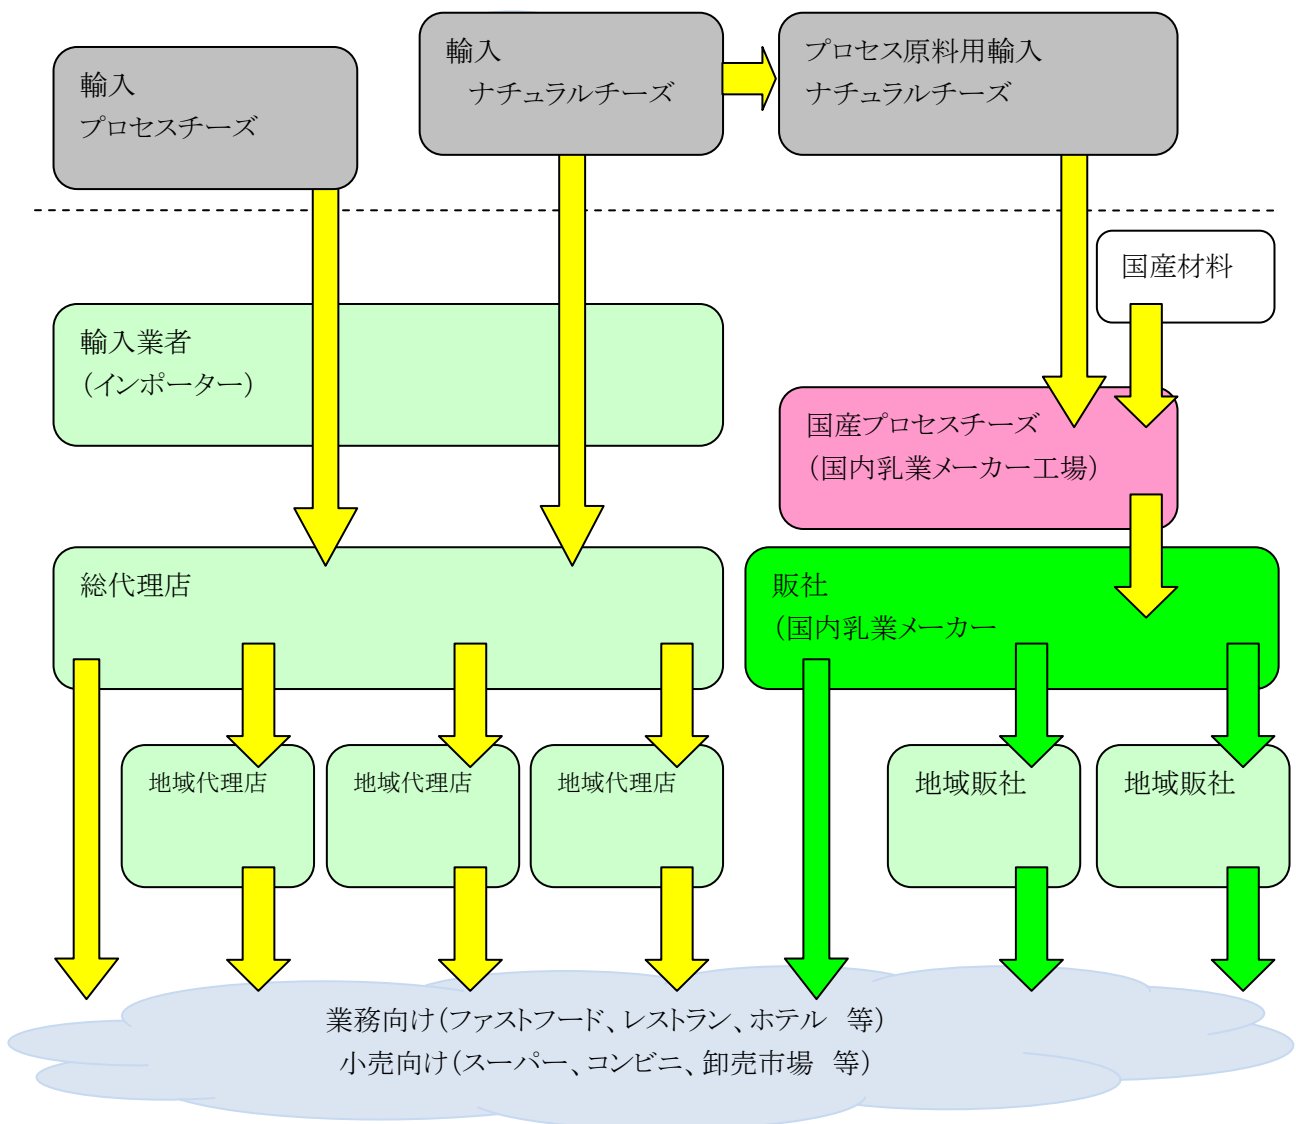 輸入
プロセスチーズ
輸入
ナチュラルチーズ
プロセス原料用輸入
ナチュラルチーズ
国産材料
輸入業者
(インポーター)
国産プロセスチーズ
(国内乳業メーカー工場)
総代理店
販社
(国内乳業メーカー
地域代理店
地域代理店
地域代理店
地域販社
地域販社
業務向け(ファストフード、レストラン、ホテル 等)
小売向け(スーパー、コンビニ、卸売市場 等)